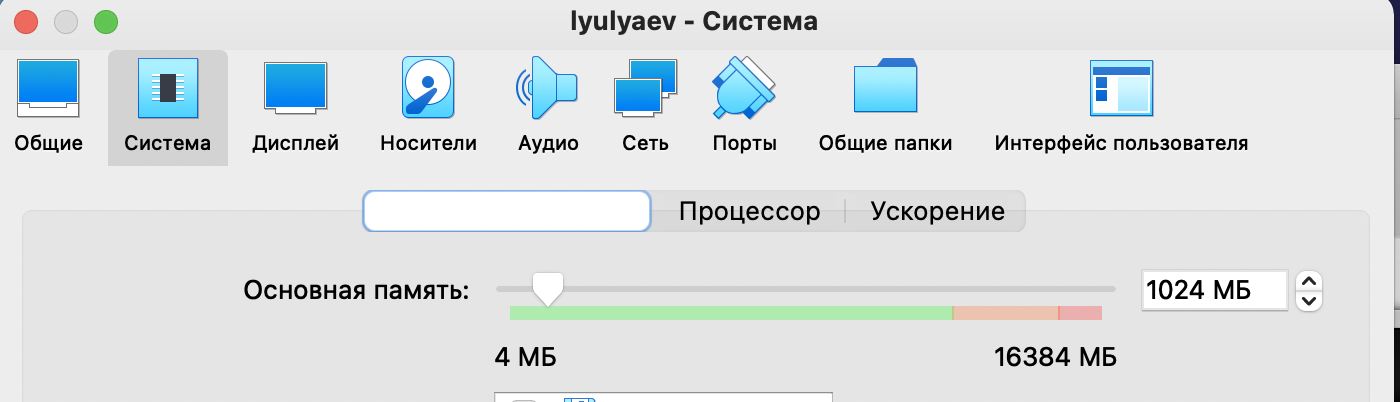 lyulyaev - Система
Общие Система Дисплей Носители Аудио Сеть Порты Общие папки Интерфейс пользователя
Процессор Ускорение
Основная память: 1024 МБ
4 МБ 16384 МБ